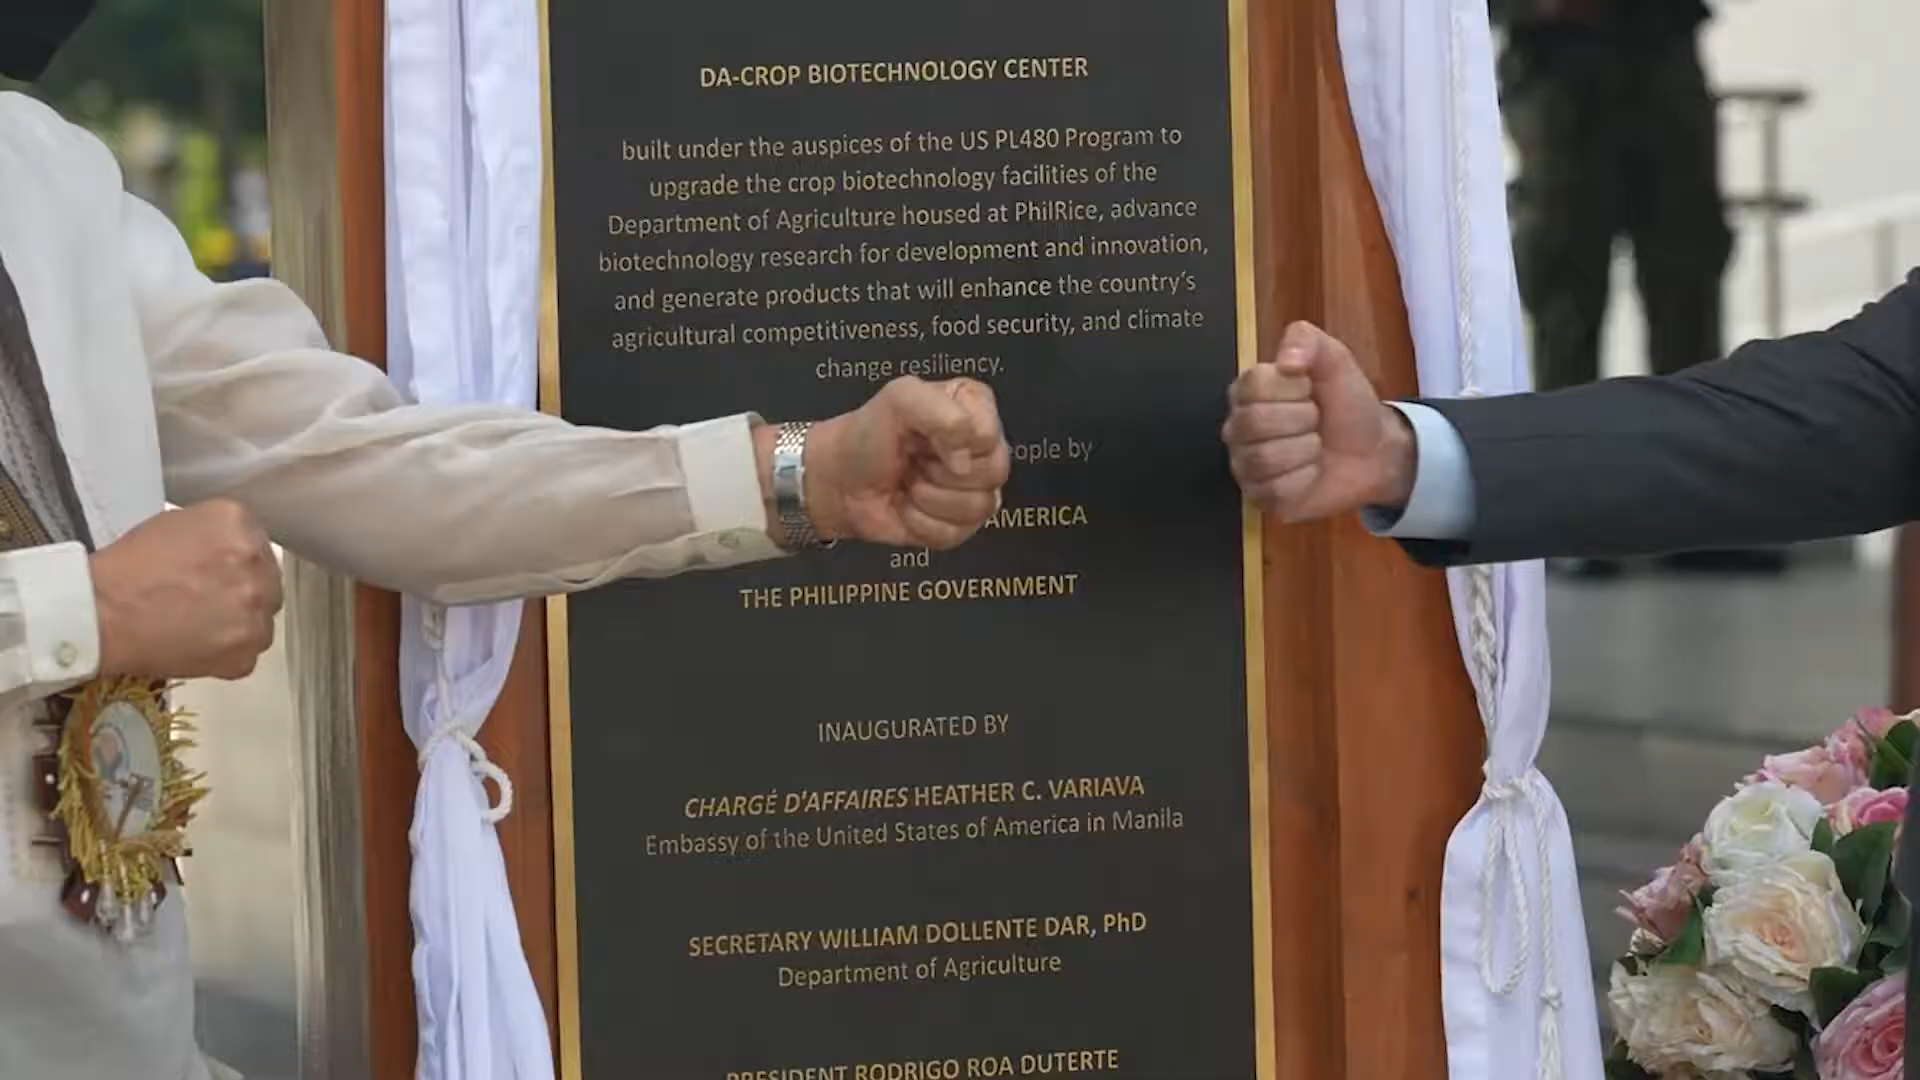 DA-CROP BIOTECHNOLOGY CENTER
built under the auspices of the US PL480 Program to
upgrade the crop biotechnology facilities of the
Department of Agriculture housed at PhilRice, advance
biotechnology research for development and innovation,
and generate products that will enhance the country's
agricultural competitiveness, food security, and climate
change resiliency.
by
AMERICA
and
THE PHILIPPINE GOVERNMENT
INAUGURATED BY
CHARGÉ D'AFFAIRES HEATHER C. VARIAVA
Embassy of the United States of America in Manila
SECRETARY WILLIAM DOLLENTE DAR, PhD
Department of Agriculture
PRESIDENT RODRIGO ROA DUTERTE